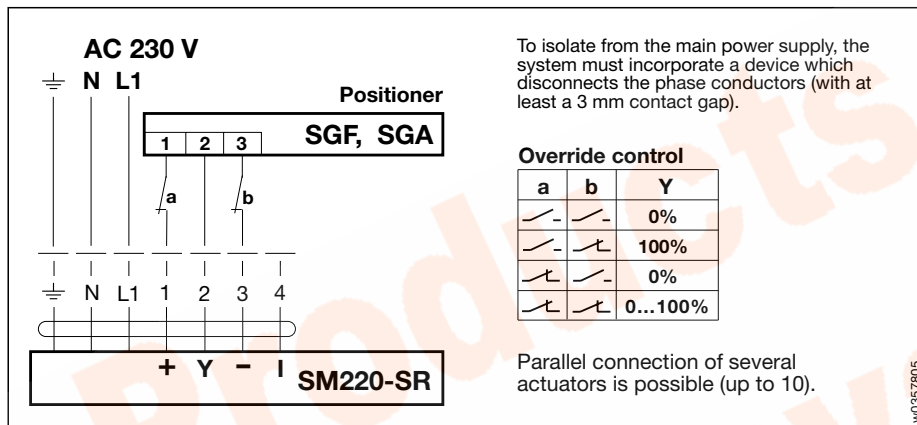 AC 230 V
N L1
Positioner
SGF, SGA
1 2 3
a b
N L1 1 2 3 4
+ Y – I
SM220-SR
To isolate from the main power supply, the
system must incorporate a device which
disconnects the phase conductors (with at
least a 3 mm contact gap).
Override control
a b Y
0%
100%
0%
0...100%
Parallel connection of several
actuators is possible (up to 10).
w0357805
Products